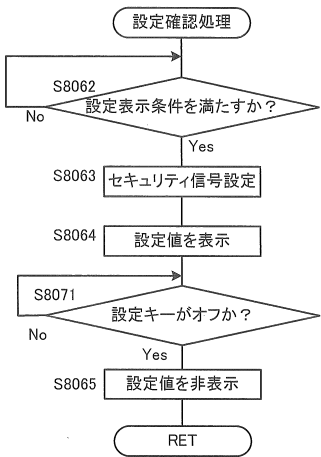 設定確認処理
S8062
設定表示条件を満たすか？
No
Yes
S8063
セキュリティ信号設定
S8064
設定値を表示
S8071
設定キーがオフか？
No
Yes
S8065
設定値を非表示
RET